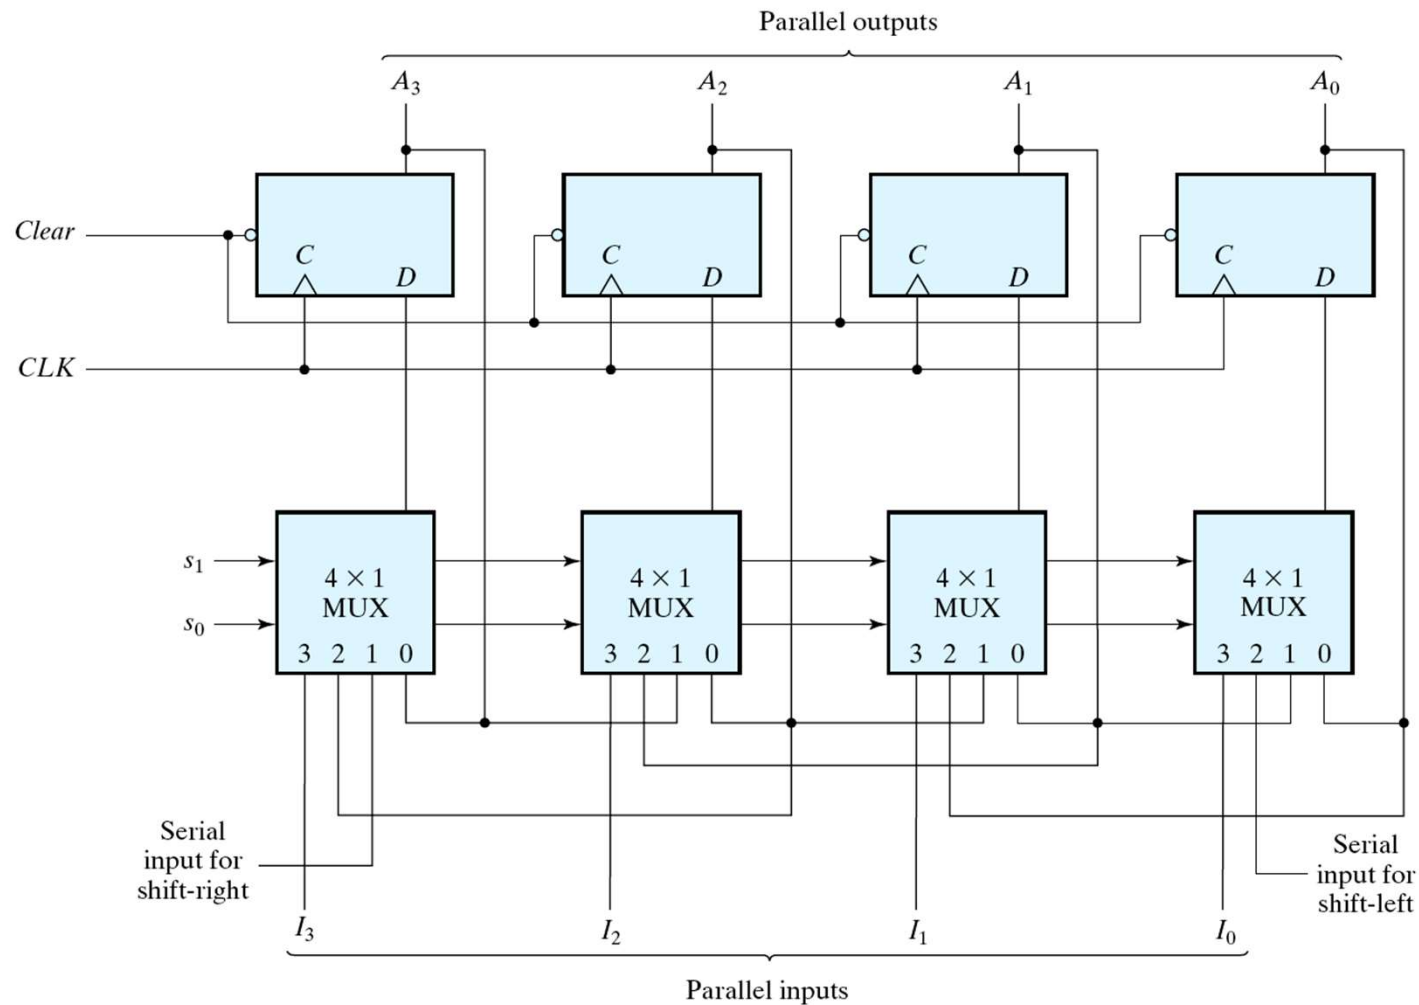 Parallel outputs
A3 A2 A1 A0
Clear
C D C D C D C D
CLK
s1
4 × 1 MUX 4 × 1 MUX 4 × 1 MUX 4 × 1 MUX
s0
3 2 1 0 3 2 1 0 3 2 1 0 3 2 1 0
Serial
input for
shift-right
Serial
input for
shift-left
I3 I2 I1 I0
Parallel inputs